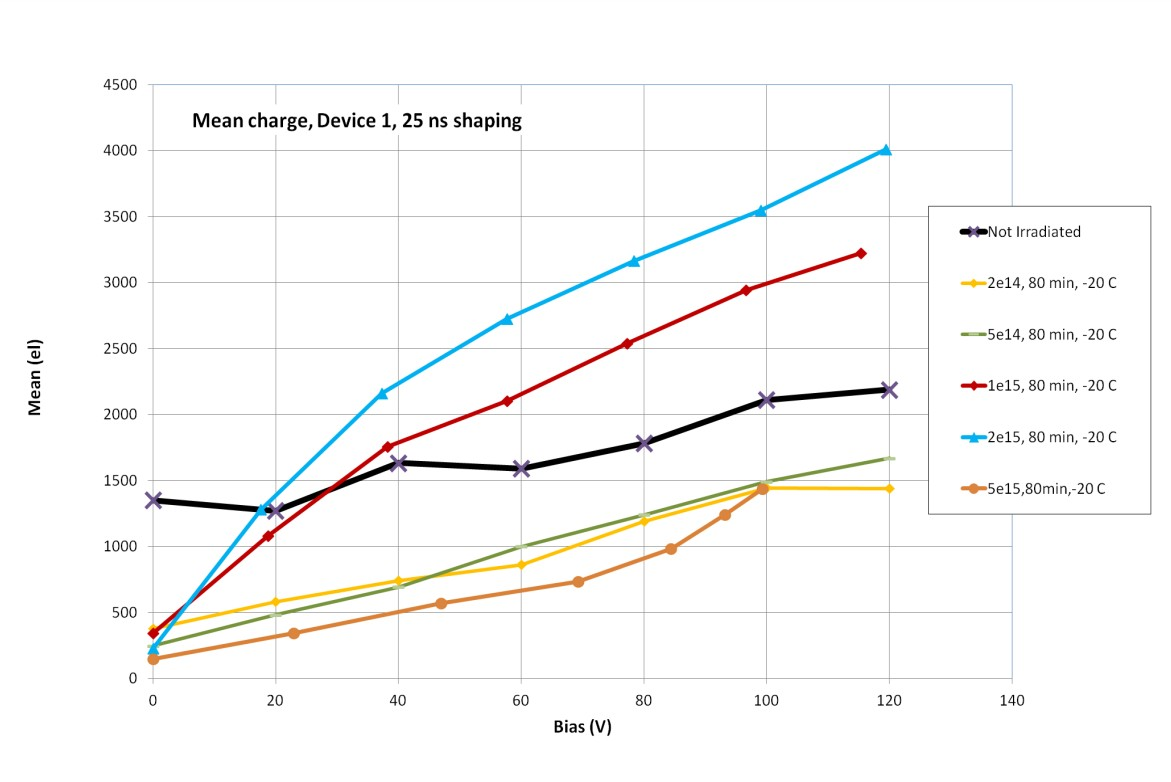 Mean charge, Device 1, 25 ns shaping
4500
4000
3500
3000
2500
2000
1500
1000
500
0
0 20 40 60 80 100 120 140
Mean (el)
Bias (V)
Not Irradiated
2e14, 80 min, -20 C
5e14, 80 min, -20 C
1e15, 80 min, -20 C
2e15, 80 min, -20 C
5e15,80min,-20 C